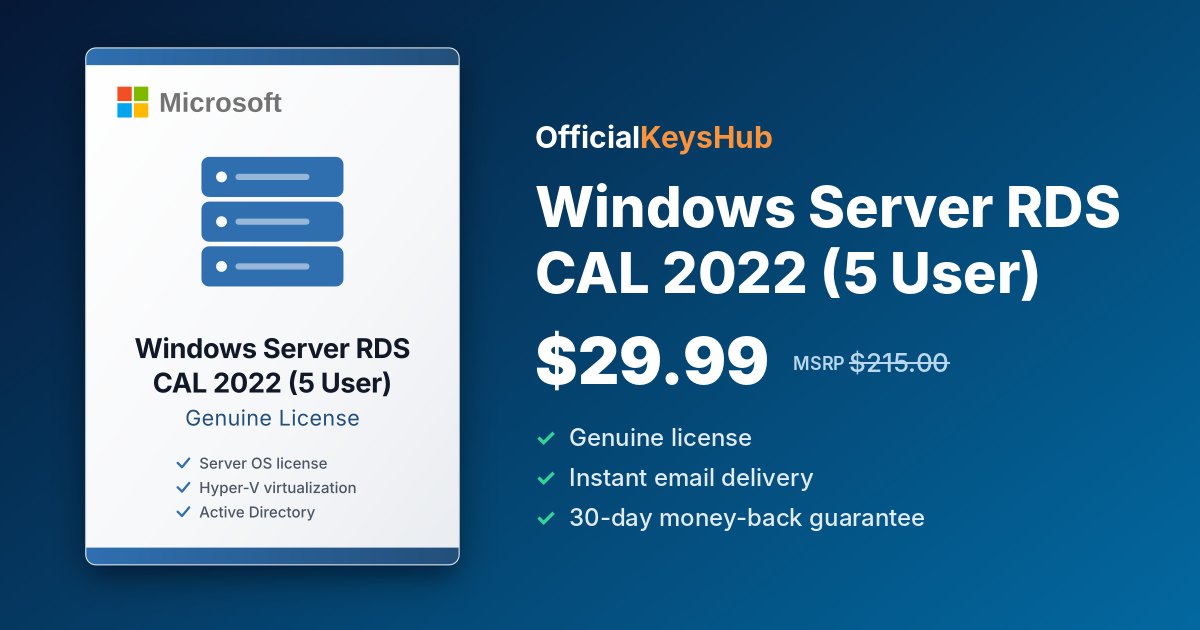 Microsoft
Windows Server RDS
CAL 2022 (5 User)
Genuine License
Server OS license
Hyper-V virtualization
Active Directory
OfficialKeysHub
Windows Server RDS
CAL 2022 (5 User)
$29.99 MSRP $215.00
Genuine license
Instant email delivery
30-day money-back guarantee